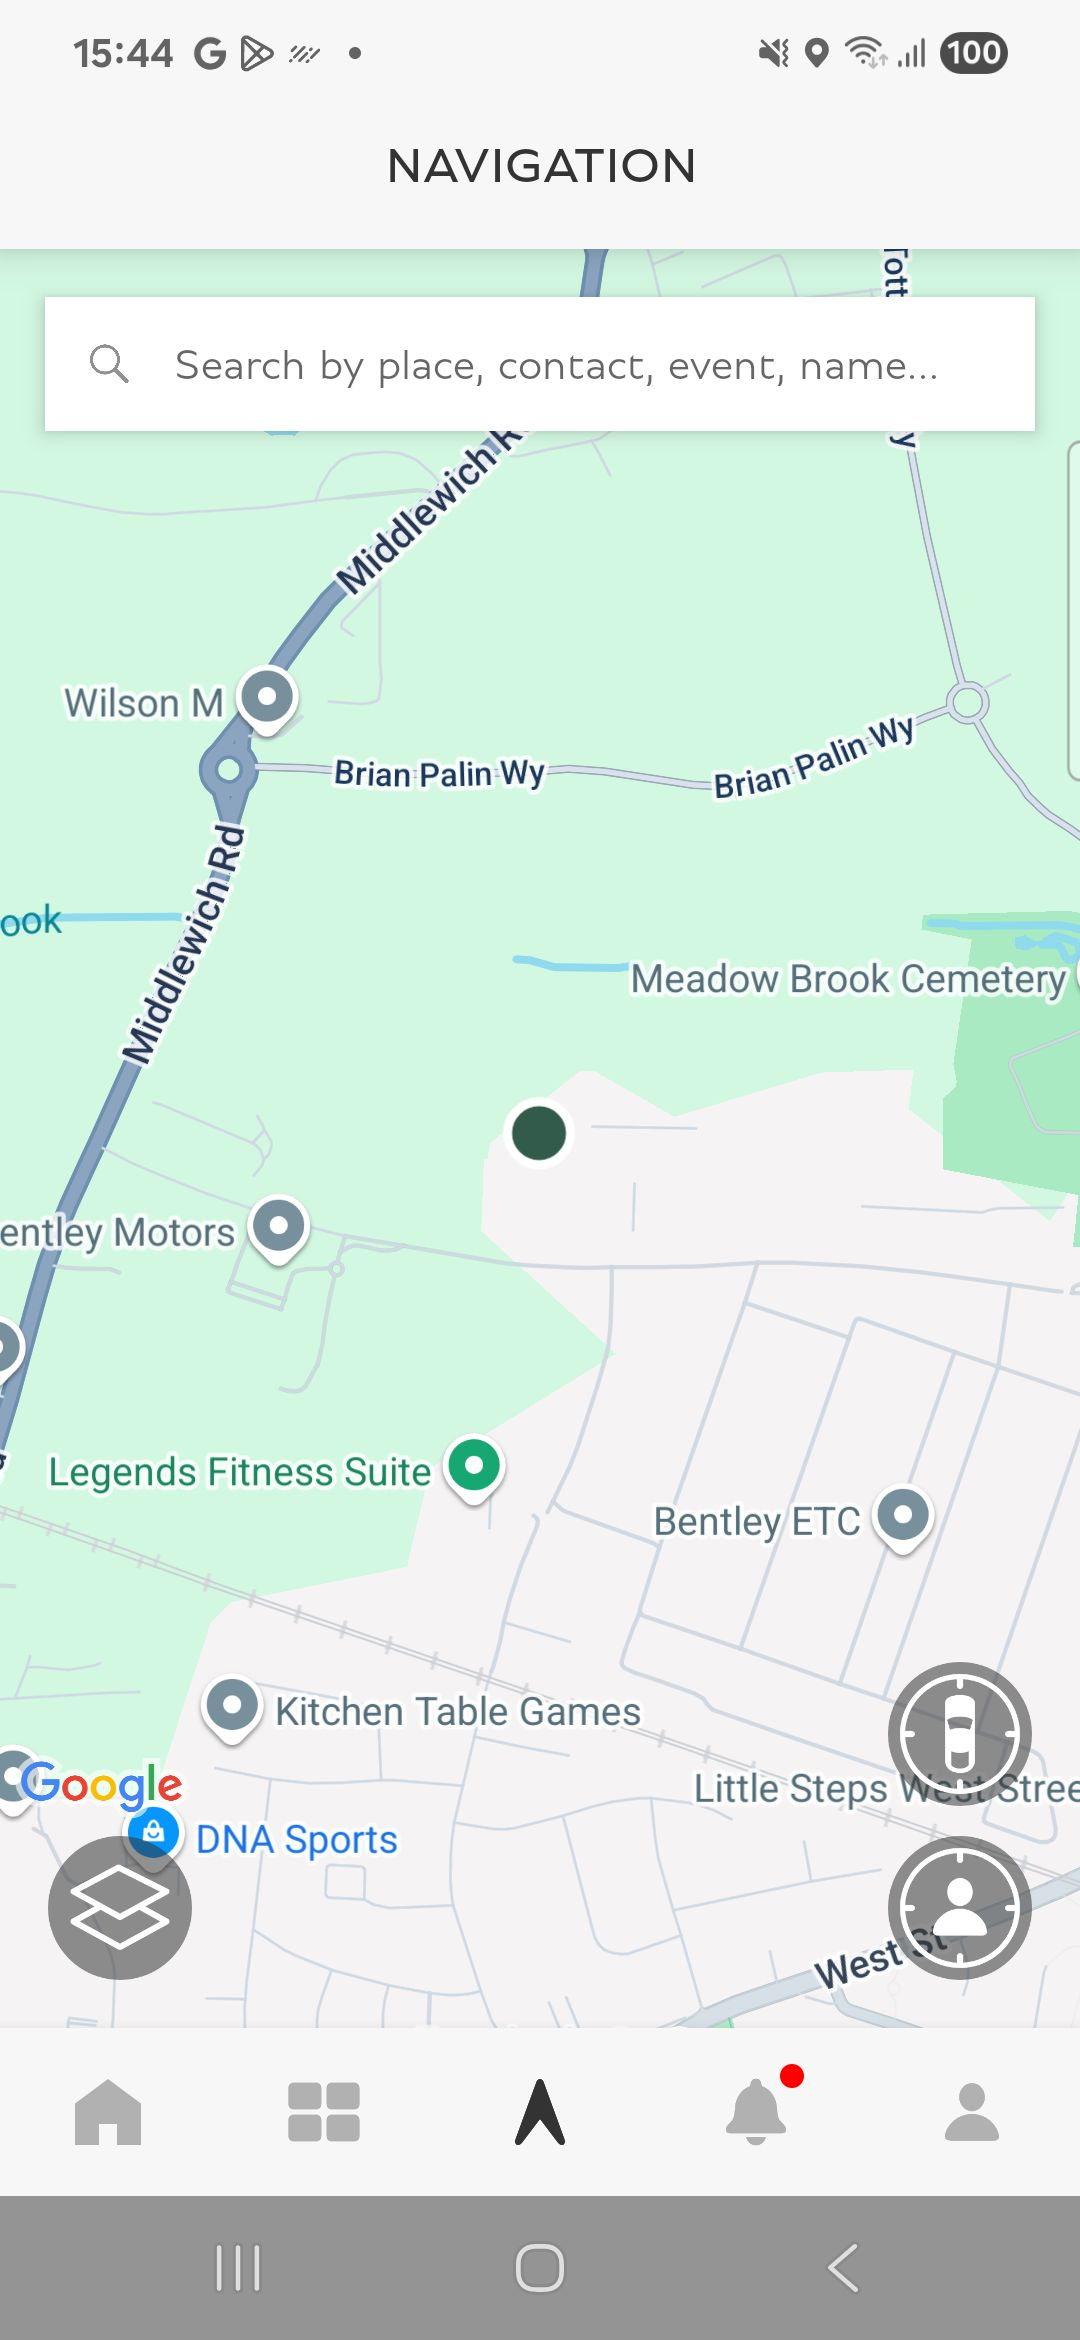 15:44
100
NAVIGATION
Search by place, contact, event, name...
Middlewich R
Wilson M
Brian Palin Wy
Brian Palin Wy
Middlewich Rd
ook
Meadow Brook Cemetery
entley Motors
Legends Fitness Suite
Bentley ETC
Kitchen Table Games
Google
Little Steps West Stree
DNA Sports
West St